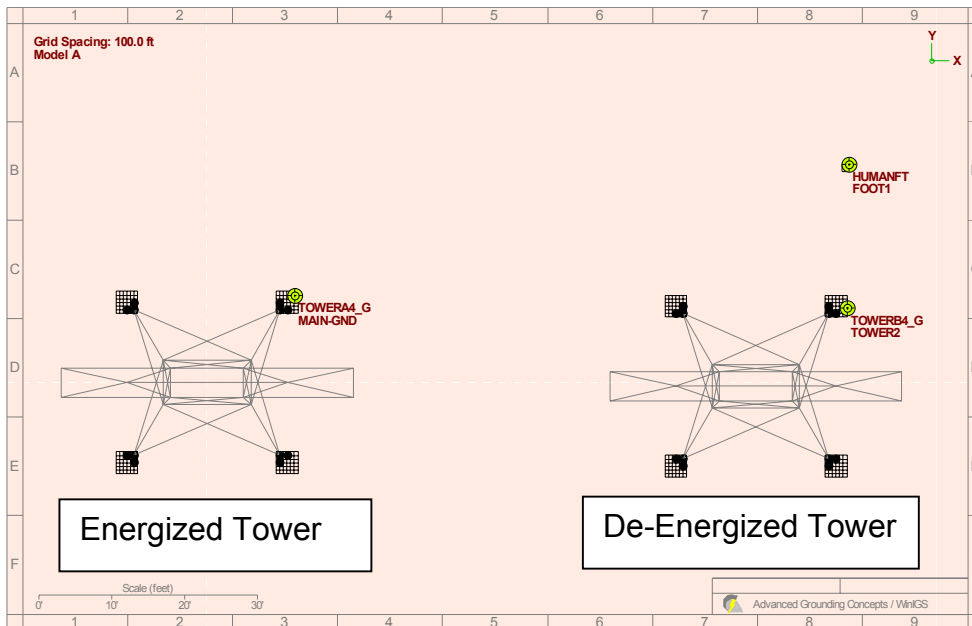 1 2 3 4 5 6 7 8 9
Grid Spacing: 100.0 ft
Model A
Y
X
A
B
HUMANFT
FOOT1
C
TOWERA4_G
MAIN-GND
TOWERB4_G
TOWER2
D
E
Energized Tower
De-Energized Tower
F
Scale (feet)
0' 10' 20' 30'
Advanced Grounding Concepts / WinIGS
1 2 3 4 5 6 7 8 9